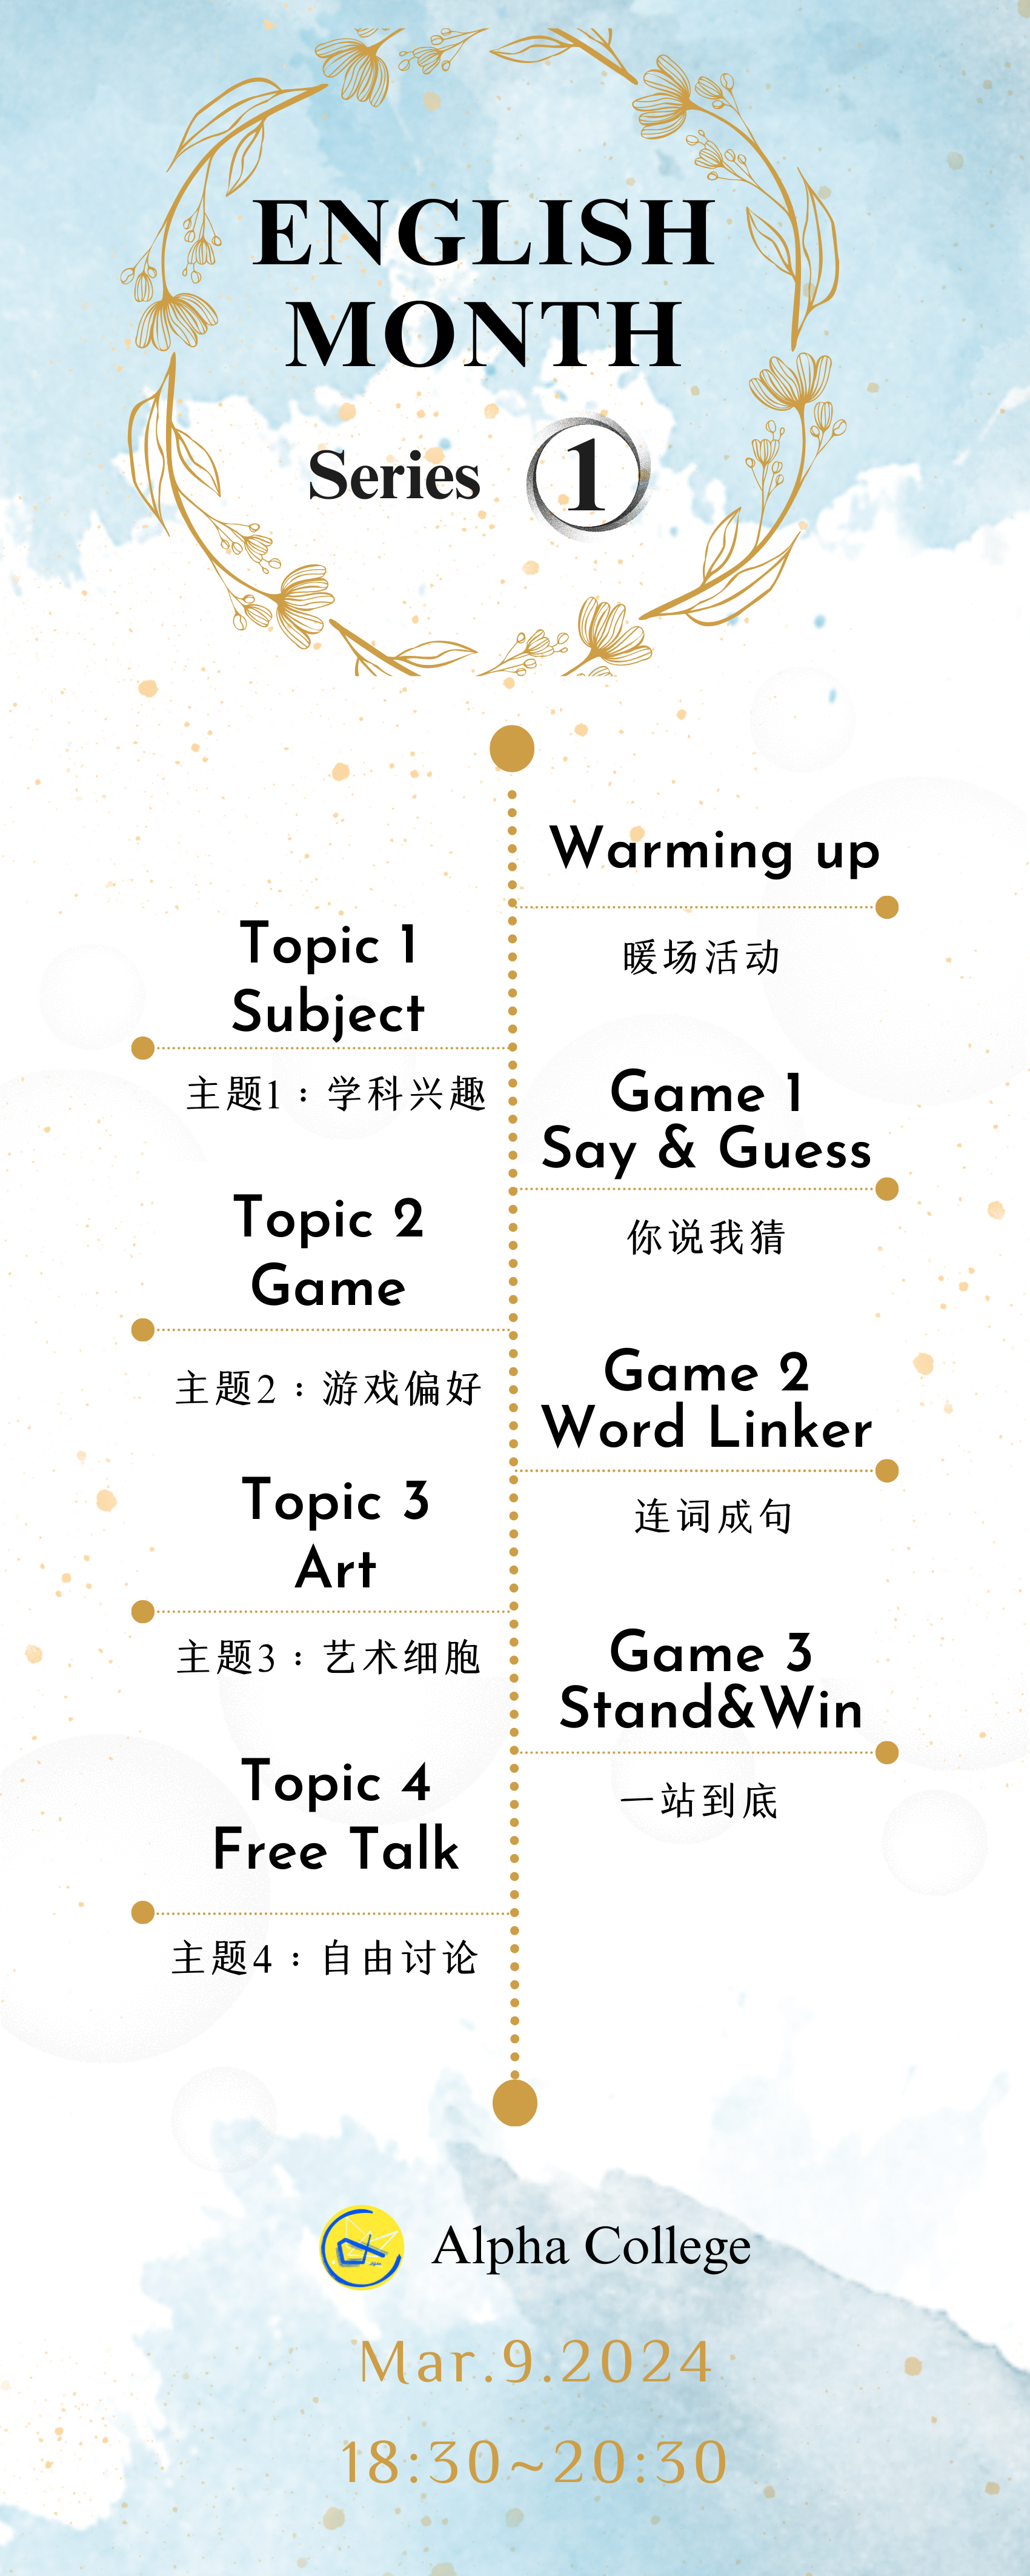 ENGLISH
MONTH
Series 1
Warming up
暖场活动
Topic 1
Subject
主题1：学科兴趣
Game 1
Say & Guess
你说我猜
Topic 2
Game
主题2：游戏偏好
Game 2
Word Linker
连词成句
Topic 3
Art
主题3：艺术细胞
Game 3
Stand&Win
一站到底
Topic 4
Free Talk
主题4：自由讨论
Alpha College
Mar.9.2024
18:30~20:30